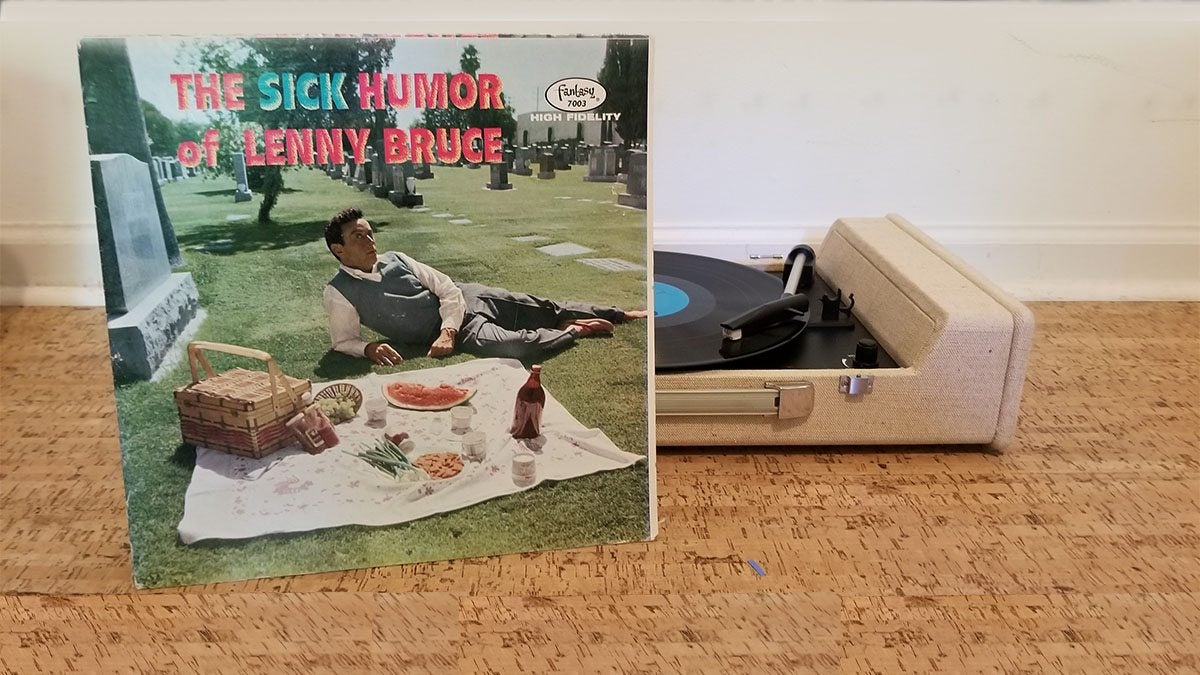 THE SICK HUMOR
of LENNY BRUCE
fantasy
7003
HIGH FIDELITY